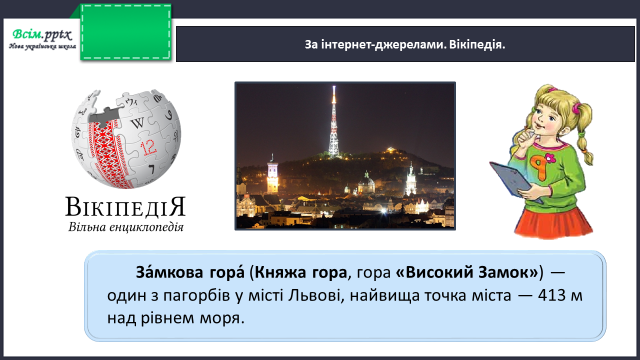 Всім.pptx
Нова українська школа
За інтернет-джерелами. Вікіпедія.
W
12
ВікіпедіЯ
Вільна енциклопедія
За́мкова гора́ (Княжа гора, гора «Високий Замок») —
один з пагорбів у місті Львові, найвища точка міста — 413 м
над рівнем моря.